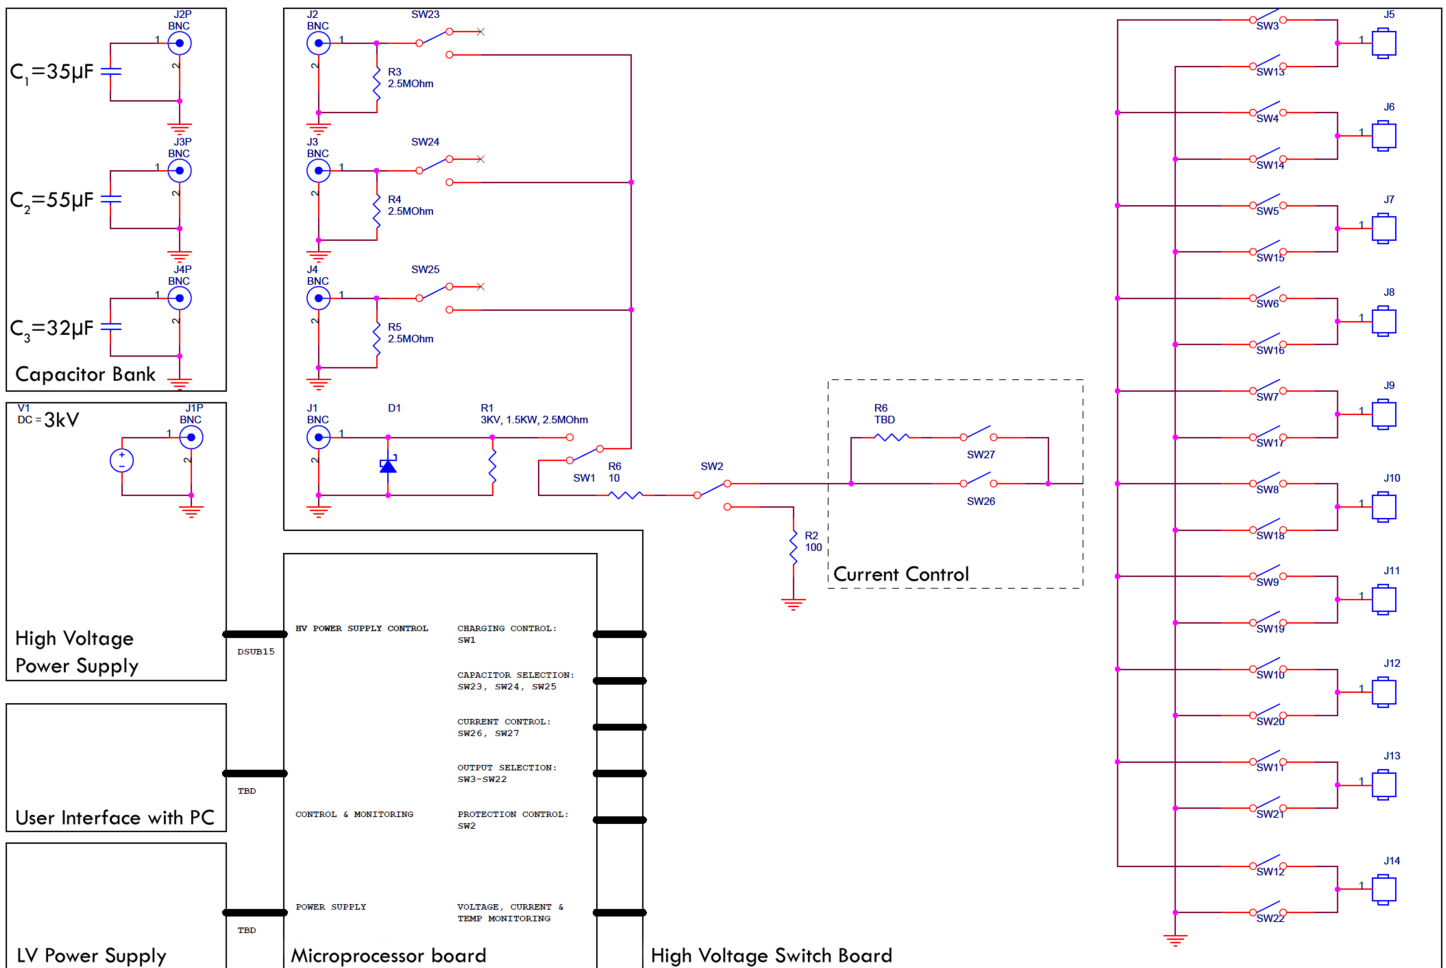 J2P
BNC
1
2
C1=35µF
J3P
BNC
1
2
C2=55µF
J4P
BNC
1
2
C3=32µF
Capacitor Bank
V1
DC = 3kV
J1P
BNC
1
2
+
−
High Voltage
Power Supply
DSUB15
User Interface with PC
TBD
LV Power Supply
TBD
J2
BNC
1
2
SW23
R3
2.5MOhm
J3
BNC
1
2
SW24
R4
2.5MOhm
J4
BNC
1
2
SW25
R5
2.5MOhm
J1
BNC
1
2
D1
R1
3KV, 1.5KW, 2.5MOhm
SW1
R6
10
SW2
R2
100
R6
TBD
SW27
SW26
Current Control
HV POWER SUPPLY CONTROL
CHARGING CONTROL:
SW1
CAPACITOR SELECTION:
SW23, SW24, SW25
CURRENT CONTROL:
SW26, SW27
OUTPUT SELECTION:
SW3-SW22
CONTROL & MONITORING
PROTECTION CONTROL:
SW2
POWER SUPPLY
VOLTAGE, CURRENT &
TEMP MONITORING
Microprocessor board
High Voltage Switch Board
SW3
J5
1
SW13
SW4
J6
1
SW14
SW5
J7
1
SW15
SW6
J8
1
SW16
SW7
J9
1
SW17
SW8
J10
1
SW18
SW9
J11
1
SW19
SW10
J12
1
SW20
SW11
J13
1
SW21
SW12
J14
1
SW22